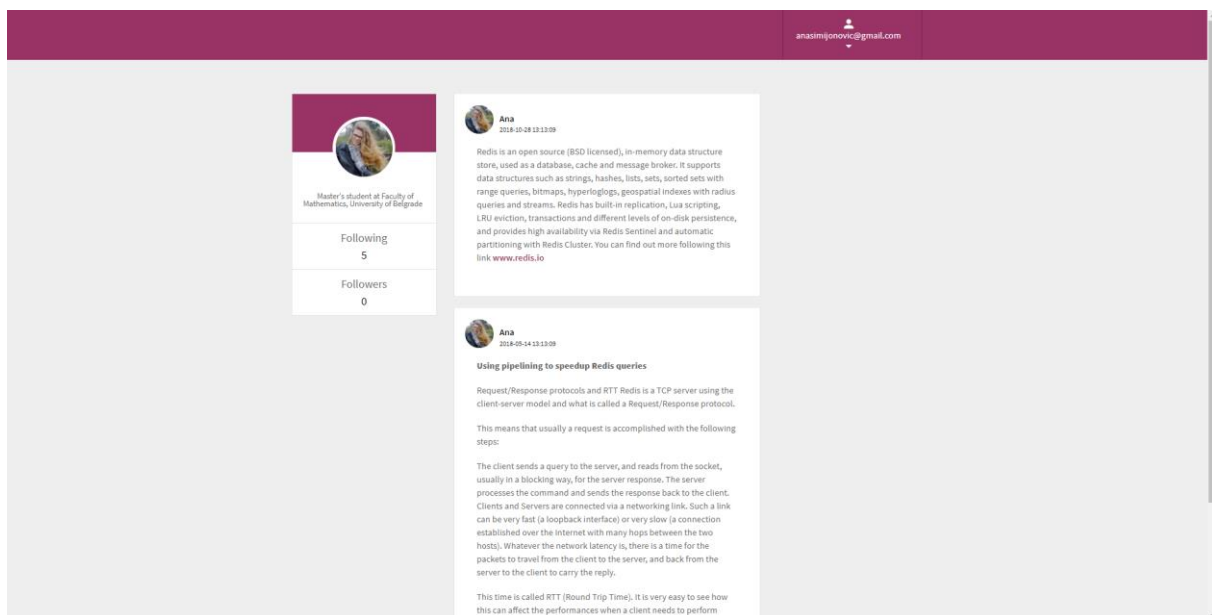 anasimijonovic@gmail.com
Master's student at Faculty of
Mathematics, University of Belgrade
Following
5
Followers
0
Ana
2018-10-28 13:13:09
Redis is an open source (BSD licensed), in-memory data structure
store, used as a database, cache and message broker. It supports
data structures such as strings, hashes, lists, sets, sorted sets with
range queries, bitmaps, hyperloglogs, geospatial indexes with radius
queries and streams. Redis has built-in replication, Lua scripting,
LRU eviction, transactions and different levels of on-disk persistence,
and provides high availability via Redis Sentinel and automatic
partitioning with Redis Cluster. You can find out more following this
link www.redis.io
Ana
2018-05-14 13:13:09
Using pipelining to speedup Redis queries
Request/Response protocols and RTT Redis is a TCP server using the
client-server model and what is called a Request/Response protocol.
This means that usually a request is accomplished with the following
steps:
The client sends a query to the server, and reads from the socket,
usually in a blocking way, for the server response. The server
processes the command and sends the response back to the client.
Clients and Servers are connected via a networking link. Such a link
can be very fast (a loopback interface) or very slow (a connection
established over the Internet with many hops between the two
hosts). Whatever the network latency is, there is a time for the
packets to travel from the client to the server, and back from the
server to the client to carry the reply.
This time is called RTT (Round Trip Time). It is very easy to see how
this can affect the performances when a client needs to perform